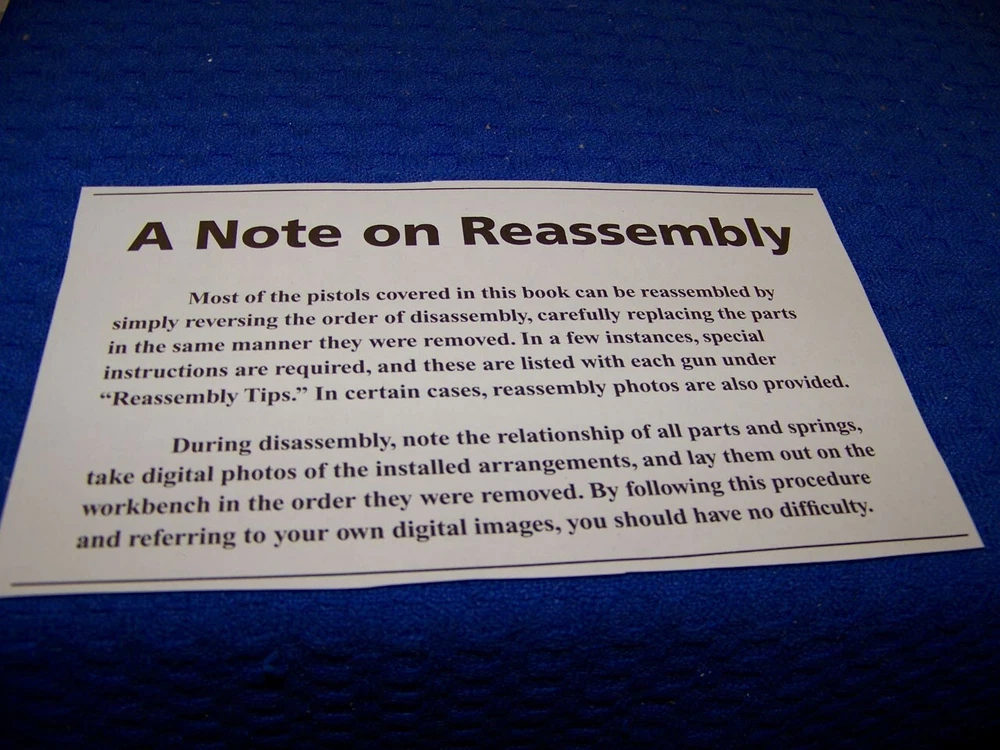 A Note on Reassembly
Most of the pistols covered in this book can be reassembled by
simply reversing the order of disassembly, carefully replacing the parts
in the same manner they were removed. In a few instances, special
instructions are required, and these are listed with each gun under
“Reassembly Tips.” In certain cases, reassembly photos are also provided.
During disassembly, note the relationship of all parts and springs,
take digital photos of the installed arrangements, and lay them out on the
workbench in the order they were removed. By following this procedure
and referring to your own digital images, you should have no difficulty.